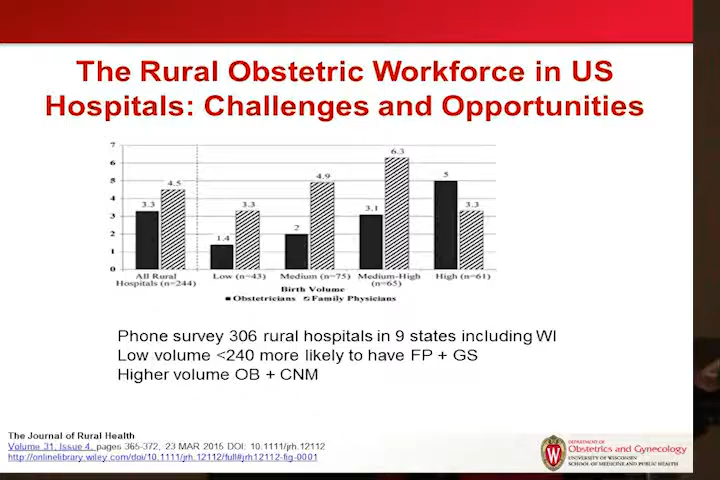 The Rural Obstetric Workforce in US
Hospitals: Challenges and Opportunities
7
6
5
4
3
2
1
0
3.3
4.5
1.4
3.3
2
4.9
3.1
6.3
5
3.3
All Rural
Hospitals (n=244)
Low (n=43)
Medium (n=75)
Medium-High
(n=65)
High (n=61)
Birth Volume
Obstetricians Family Physicians
Phone survey 306 rural hospitals in 9 states including WI
Low volume <240 more likely to have FP + GS
Higher volume OB + CNM
The Journal of Rural Health
Volume 31, Issue 4, pages 365-372, 23 MAR 2015 DOI: 10.1111/jrh.12112
http://onlinelibrary.wiley.com/doi/10.1111/jrh.12112/full#jrh12112-fig-0001
W
DEPARTMENT OF
Obstetrics and Gynecology
UNIVERSITY OF WISCONSIN
SCHOOL OF MEDICINE AND PUBLIC HEALTH